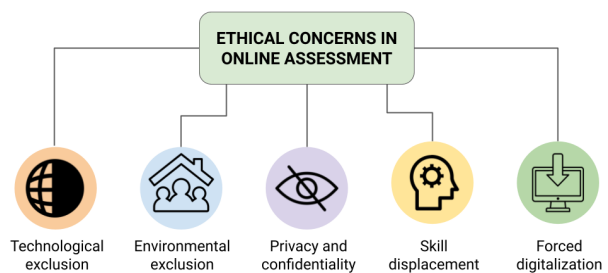 ETHICAL CONCERNS IN
ONLINE ASSESSMENT
Technological
exclusion
Environmental
exclusion
Privacy and
confidentiality
Skill
displacement
Forced
digitalization